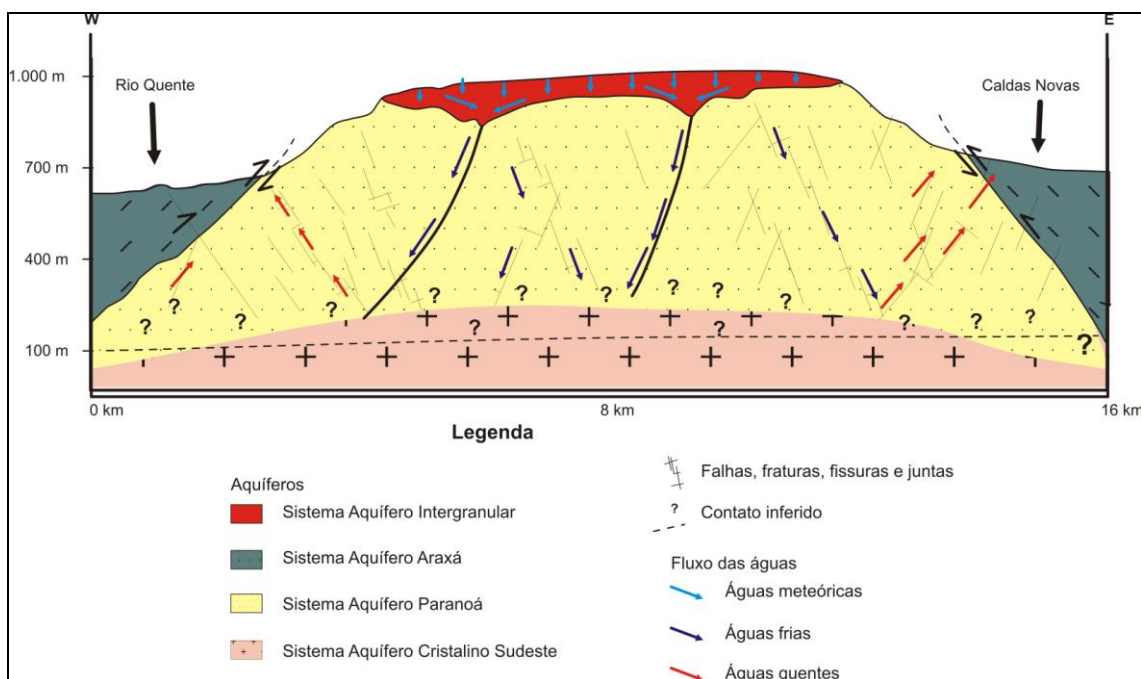 W
E
1.000 m
Rio Quente
Caldas Novas
700 m
400 m
? ? ? ? ? ? ? ? ? ? ? ? ? ? ? ?
100 m
?
0 km
8 km
16 km
Legenda
Aquíferos
Sistema Aquífero Intergranular
Sistema Aquífero Araxá
Sistema Aquífero Paranoá
Sistema Aquífero Cristalino Sudeste
Falhas, fraturas, fissuras e juntas
? Contato inferido
Fluxo das águas
Águas meteóricas
Águas frias
Águas quentes